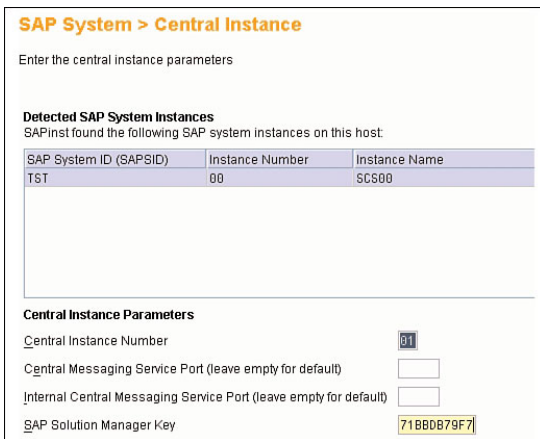 SAP System > Central Instance
Enter the central instance parameters
Detected SAP System Instances
SAPinst found the following SAP system instances on this host:
SAP System ID (SAPSID) Instance Number Instance Name
TST 00 SCS00
Central Instance Parameters
Central Instance Number 01
Central Messaging Service Port (leave empty for default)
Internal Central Messaging Service Port (leave empty for default)
SAP Solution Manager Key 71BBDB79F7